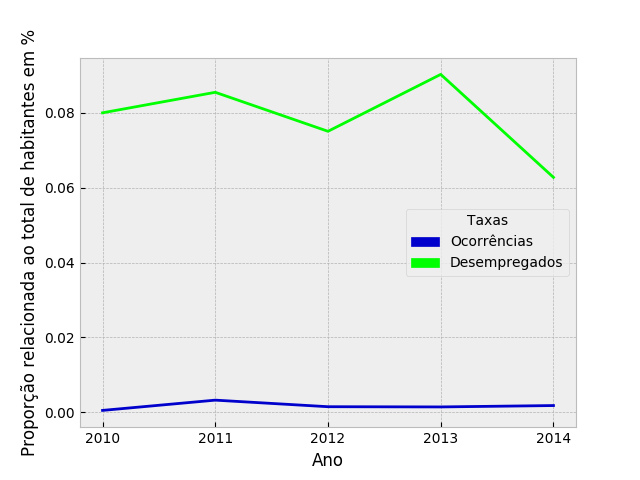 Proporção relacionada ao total de habitantes em %
0.08
0.06
0.04
0.02
0.00
Taxas
Ocorrências
Desempregados
2010 2011 2012 2013 2014
Ano